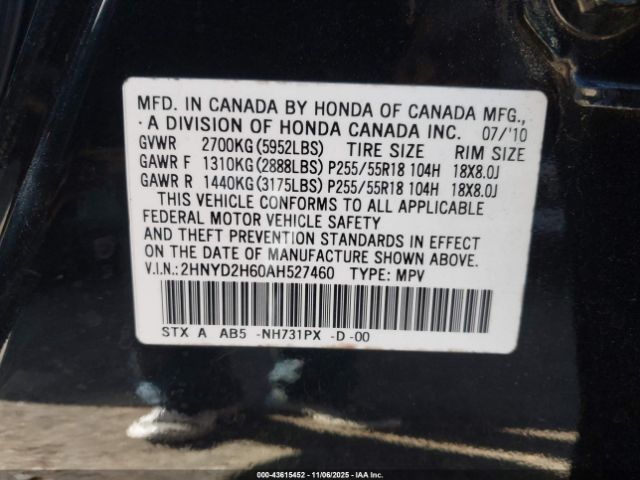 MFD. IN CANADA BY HONDA OF CANADA MFG.,
A DIVISION OF HONDA CANADA INC. 07/'10
GVWR 2700KG(5952LBS) TIRE SIZE RIM SIZE
GAWR F 1310KG(2888LBS) P255/55R18 104H 18X8.0J
GAWR R 1440KG(3175LBS) P255/55R18 104H 18X8.0J
THIS VEHICLE CONFORMS TO ALL APPLICABLE
FEDERAL MOTOR VEHICLE SAFETY
AND THEFT PREVENTION STANDARDS IN EFFECT
ON THE DATE OF MANUFACTURE SHOWN ABOVE.
V.I.N.:2HNYD2H60AH527460 TYPE: MPV
STX A AB5 -NH731PX -D -00
000-43615452 - 11/06/2025 - IAAI, Inc.